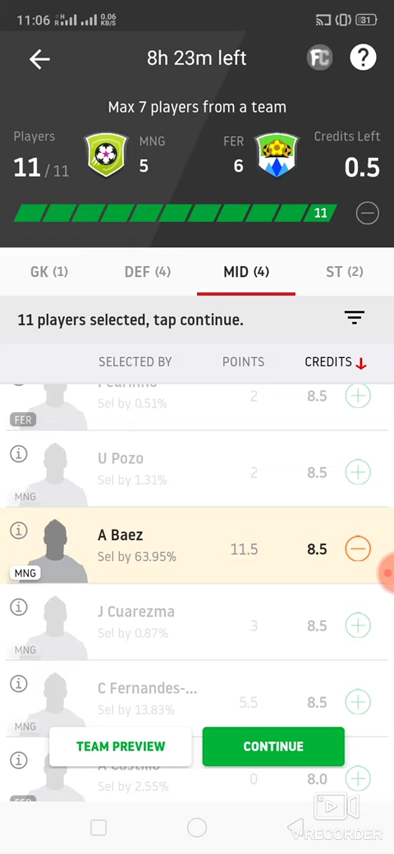 11:06 0.06 KB/S 31
8h 23m left FC ?
Max 7 players from a team
Players MNG FER Credits Left
11/11 5 6 0.5
11
GK (1) DEF (4) MID (4) ST (2)
11 players selected, tap continue.
SELECTED BY POINTS CREDITS
Sel by 0.51% 2 8.5
FER
U Pozo
Sel by 1.31% 2 8.5
MNG
A Baez
Sel by 63.95% 11.5 8.5
MNG
J Cuarezma
Sel by 0.87% 3 8.5
MNG
C Fernandes-...
Sel by 13.83% 5.5 8.5
MNG
TEAM PREVIEW CONTINUE
A Castillo
Sel by 2.55% 0 8.0
V RECORDER